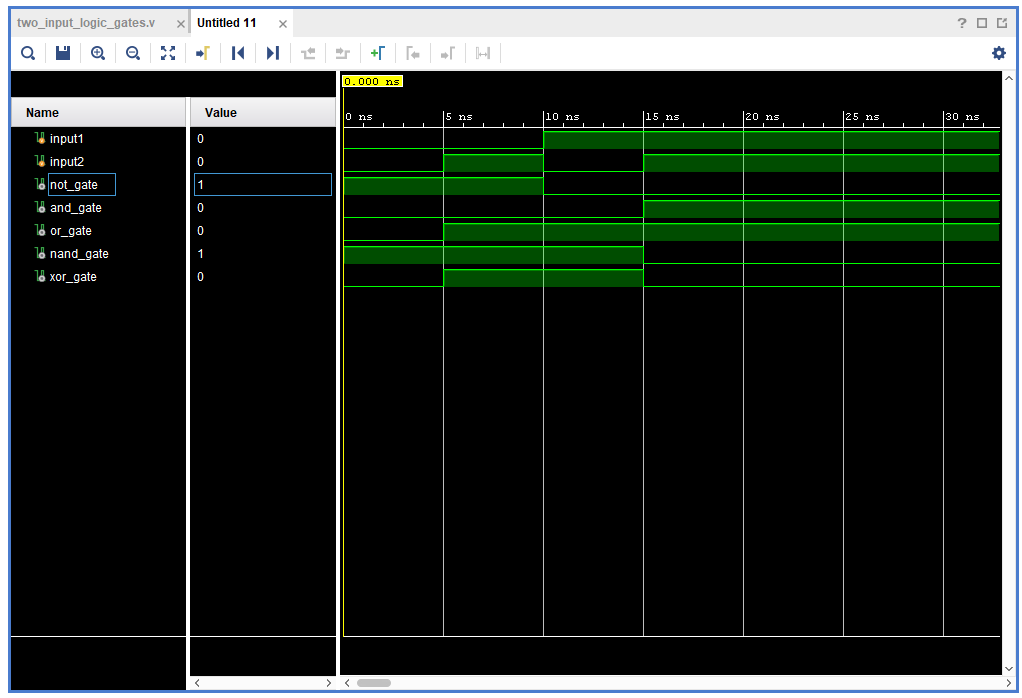 two_input_logic_gates.v × Untitled 11 × ?
0.000 ns
Name Value
0 ns 5 ns 10 ns 15 ns 20 ns 25 ns 30 ns
input1 0
input2 0
not_gate 1
and_gate 0
or_gate 0
nand_gate 1
xor_gate 0